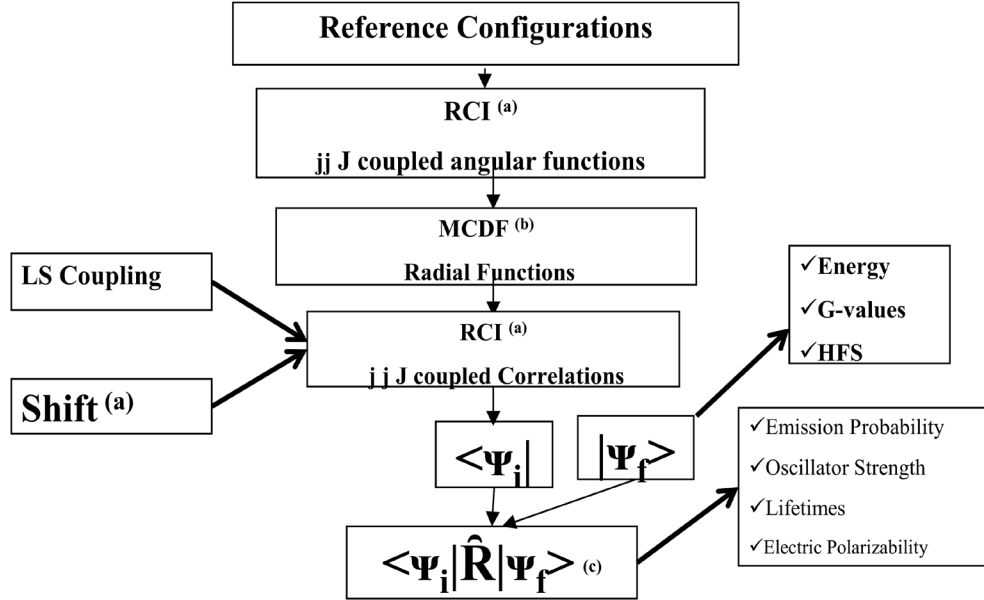 Reference Configurations
RCI (a)
jj J coupled angular functions
MCDF (b)
Radial Functions
LS Coupling
Shift (a)
RCI (a)
j j J coupled Correlations
✓Energy
✓G-values
✓HFS
<Ψi|
|Ψf>
✓Emission Probability
✓Oscillator Strength
✓Lifetimes
✓Electric Polarizability
<Ψi|R̂|Ψf> (c)